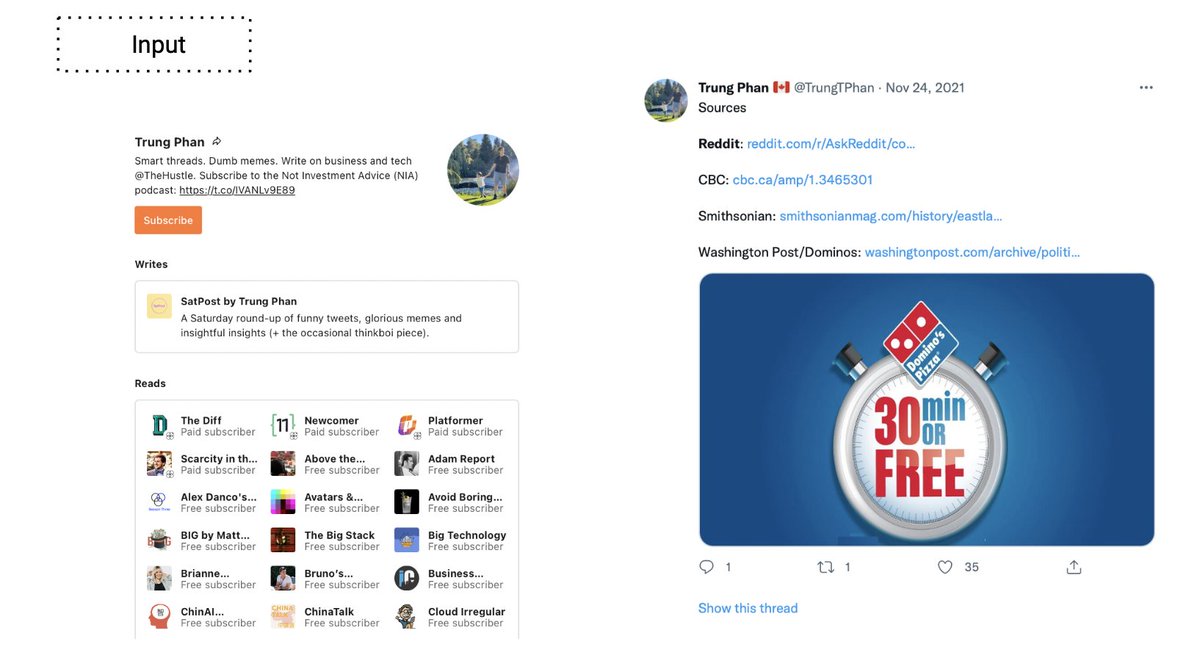 Input
Trung Phan
Smart threads. Dumb memes. Write on business and tech
@TheHustle. Subscribe to the Not Investment Advice (NIA)
podcast: https://t.co/IVANLv9E89
Subscribe
Writes
SatPost by Trung Phan
A Saturday round-up of funny tweets, glorious memes and
insightful insights (+ the occasional thinkboi piece).
Reads
The Diff
Paid subscriber
{11}
Newcomer
Paid subscriber
Platformer
Paid subscriber
Scarcity in th...
Paid subscriber
Above the...
Free subscriber
Adam Report
Free subscriber
Alex Danco's...
Free subscriber
Avatars &...
Free subscriber
Avoid Boring...
Free subscriber
BIG by Matt...
Free subscriber
The Big Stack
Free subscriber
Big Technology
Free subscriber
Brianne...
Free subscriber
Bruno's...
Free subscriber
Business...
Free subscriber
ChinAI...
Free subscriber
ChinaTalk
Free subscriber
Cloud Irregular
Free subscriber
Trung Phan @TrungTPhan · Nov 24, 2021
Sources
Reddit: reddit.com/r/AskReddit/co...
CBC: cbc.ca/amp/1.3465301
Smithsonian: smithsonianmag.com/history/eastla...
Washington Post/Dominos: washingtonpost.com/archive/politi...
Domino's
Pizza
30 min
OR
FREE
1 1 35
Show this thread